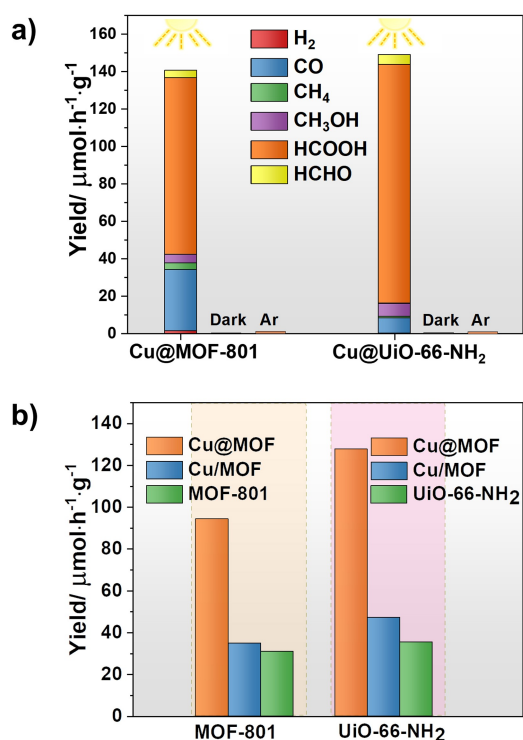 a)
Yield/ μmol·h⁻¹·g⁻¹
160
140
120
100
80
60
40
20
0
H₂
CO
CH₄
CH₃OH
HCOOH
HCHO
Dark Ar Dark Ar
Cu@MOF-801 Cu@UiO-66-NH₂
b)
Yield/ μmol·h⁻¹·g⁻¹
140
120
100
80
60
40
20
0
Cu@MOF
Cu/MOF
MOF-801
Cu@MOF
Cu/MOF
UiO-66-NH₂
MOF-801 UiO-66-NH₂